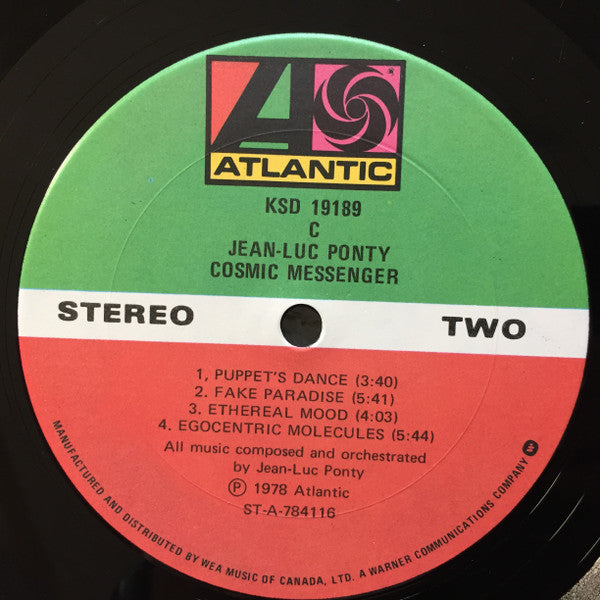 ATLANTIC
KSD 19189
C
JEAN-LUC PONTY
COSMIC MESSENGER
STEREO
TWO
1, PUPPET'S DANCE (3:40)
2. FAKE PARADISE (5:41)
3. ETHEREAL MOOD (4:03)
4. EGOCENTRIC MOLECULES (5:44)
All music composed and orchestrated
by Jean-Luc Ponty
Ⓟ 1978 Atlantic
ST-A-784116
MANUFACTURED AND DISTRIBUTED BY WEA MUSIC OF CANADA, LTD. A WARNER COMMUNICATIONS COMPANY